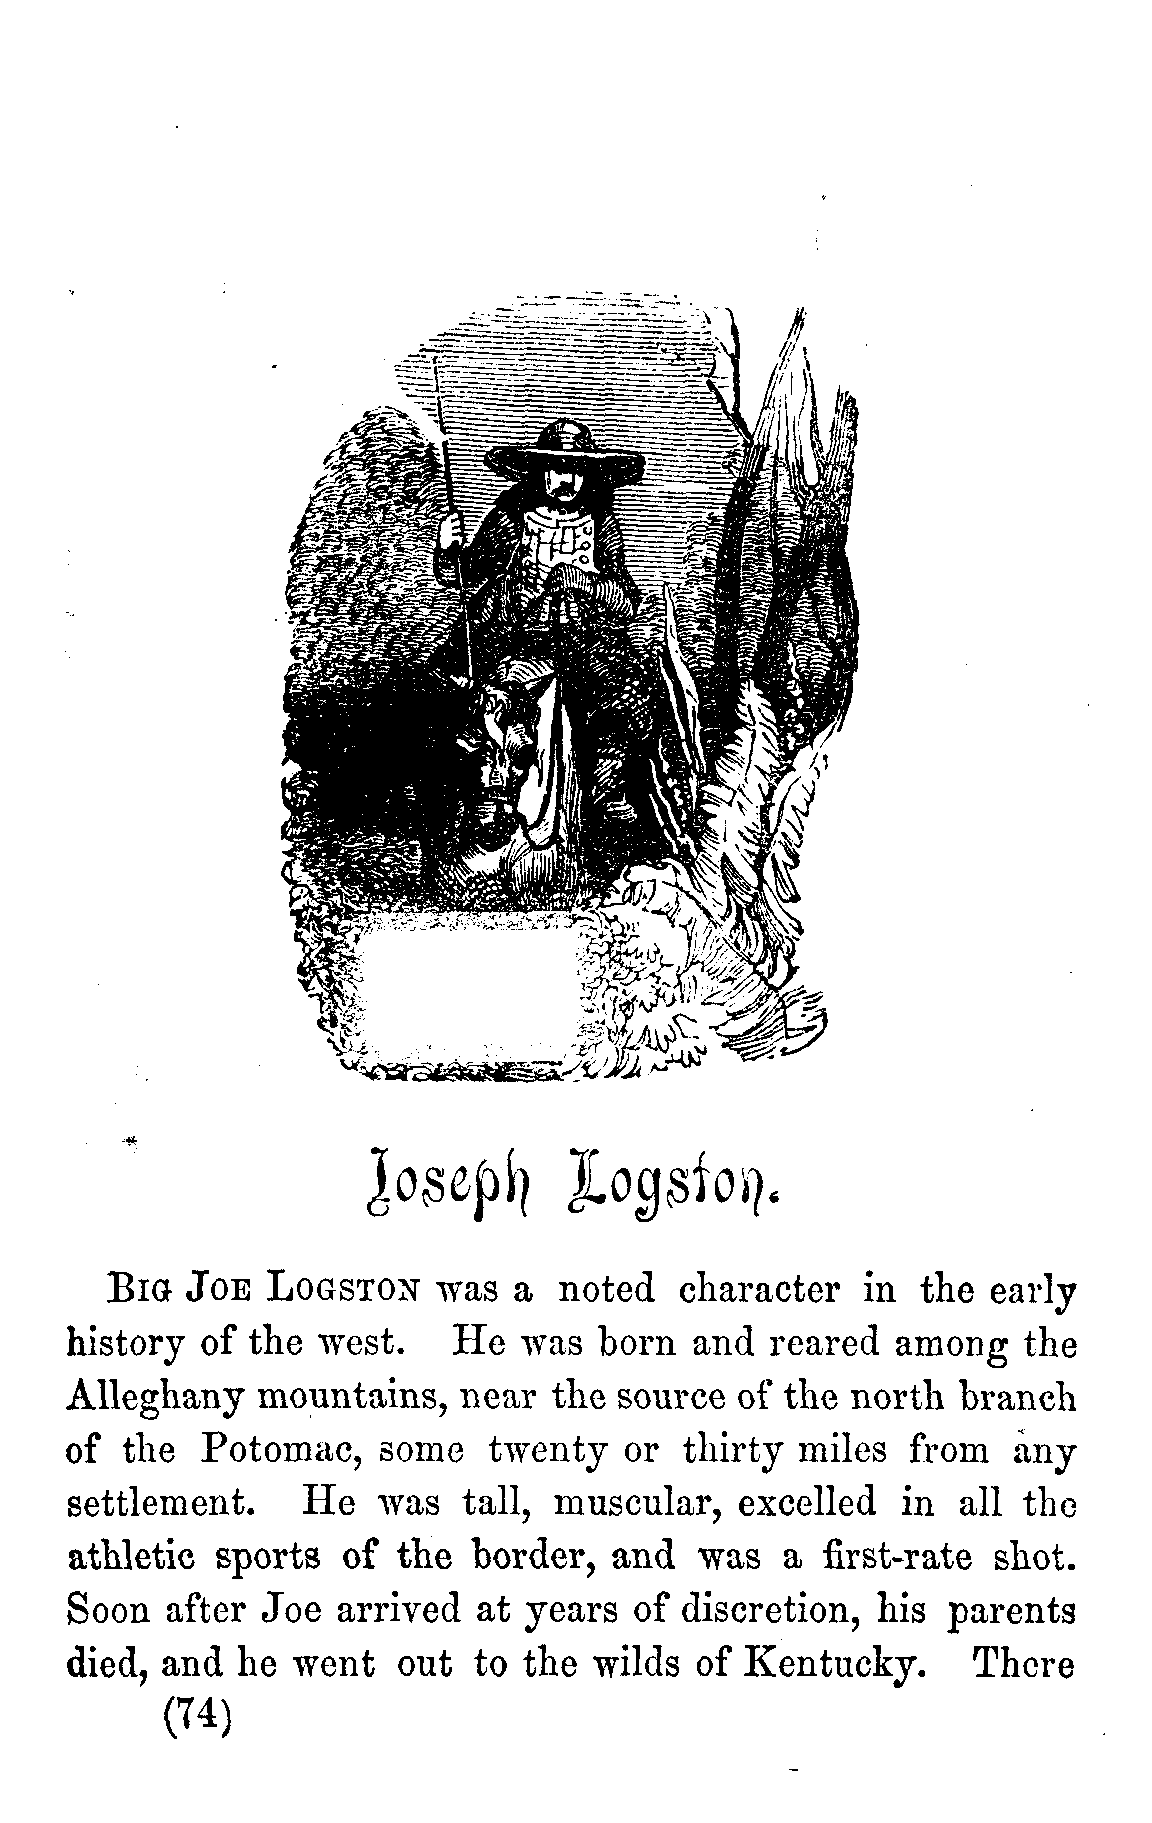 Joseph Logston.
BIG JOE LOGSTON was a noted character in the early
history of the west. He was born and reared among the
Alleghany mountains, near the source of the north branch
of the Potomac, some twenty or thirty miles from any
settlement. He was tall, muscular, excelled in all the
athletic sports of the border, and was a first-rate shot.
Soon after Joe arrived at years of discretion, his parents
died, and he went out to the wilds of Kentucky. There
(74)